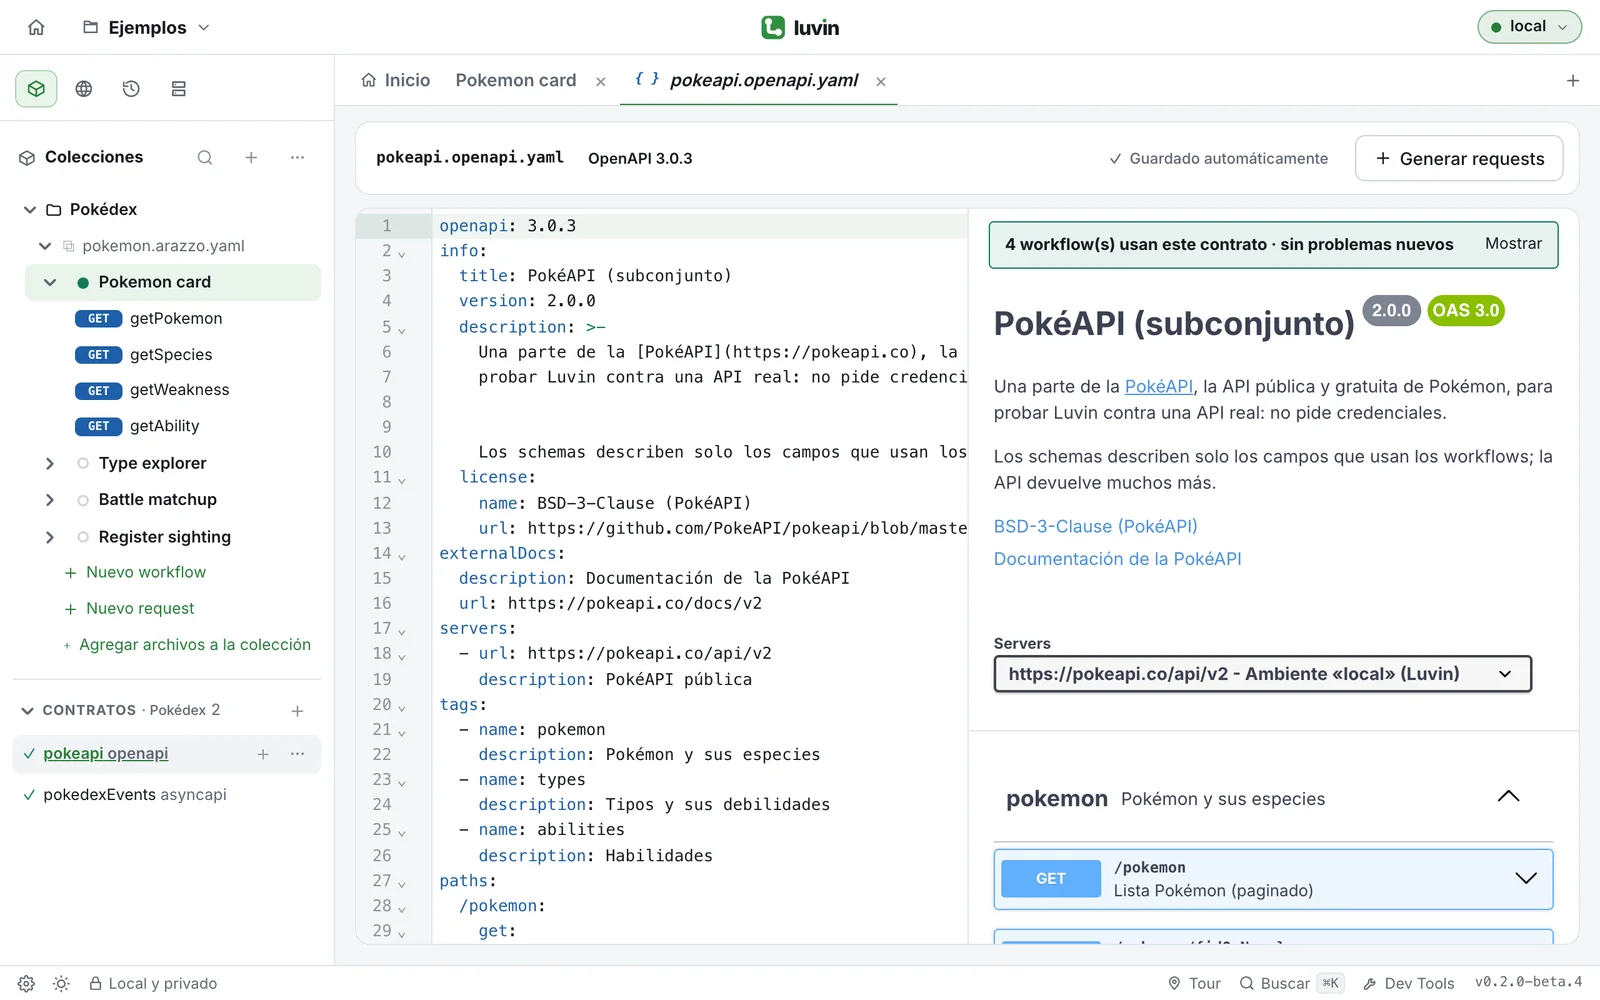 Ejemplos
luvin
local
Colecciones
Pokédex
pokemon.arazzo.yaml
Pokemon card
GET getPokemon
GET getSpecies
GET getWeakness
GET getAbility
Type explorer
Battle matchup
Register sighting
+ Nuevo workflow
+ Nuevo request
+ Agregar archivos a la colección
CONTRATOS · Pokédex 2
pokeapi openapi
pokedexEvents asyncapi
Inicio
Pokemon card ×
{ } pokeapi.openapi.yaml ×
pokeapi.openapi.yaml OpenAPI 3.0.3
✓ Guardado automáticamente
+ Generar requests
1 openapi: 3.0.3
2 info:
3 title: PokéAPI (subconjunto)
4 version: 2.0.0
5 description: >-
6 Una parte de la [PokéAPI](https://pokeapi.co), la
7 probar Luvin contra una API real: no pide credenci
8
9
10 Los schemas describen solo los campos que usan los
11 license:
12 name: BSD-3-Clause (PokéAPI)
13 url: https://github.com/PokeAPI/pokeapi/blob/maste
14 externalDocs:
15 description: Documentación de la PokéAPI
16 url: https://pokeapi.co/docs/v2
17 servers:
18 - url: https://pokeapi.co/api/v2
19 description: PokéAPI pública
20 tags:
21 - name: pokemon
22 description: Pokémon y sus especies
23 - name: types
24 description: Tipos y sus debilidades
25 - name: abilities
26 description: Habilidades
27 paths:
28 /pokemon:
29 get:
4 workflow(s) usan este contrato · sin problemas nuevos Mostrar
PokéAPI (subconjunto) 2.0.0 OAS 3.0
Una parte de la PokéAPI, la API pública y gratuita de Pokémon, para
probar Luvin contra una API real: no pide credenciales.
Los schemas describen solo los campos que usan los workflows; la
API devuelve muchos más.
BSD-3-Clause (PokéAPI)
Documentación de la PokéAPI
Servers
https://pokeapi.co/api/v2 - Ambiente «local» (Luvin)
pokemon Pokémon y sus especies
GET /pokemon
Lista Pokémon (paginado)
Local y privado
Tour
Buscar ⌘K
Dev Tools
v0.2.0-beta.4